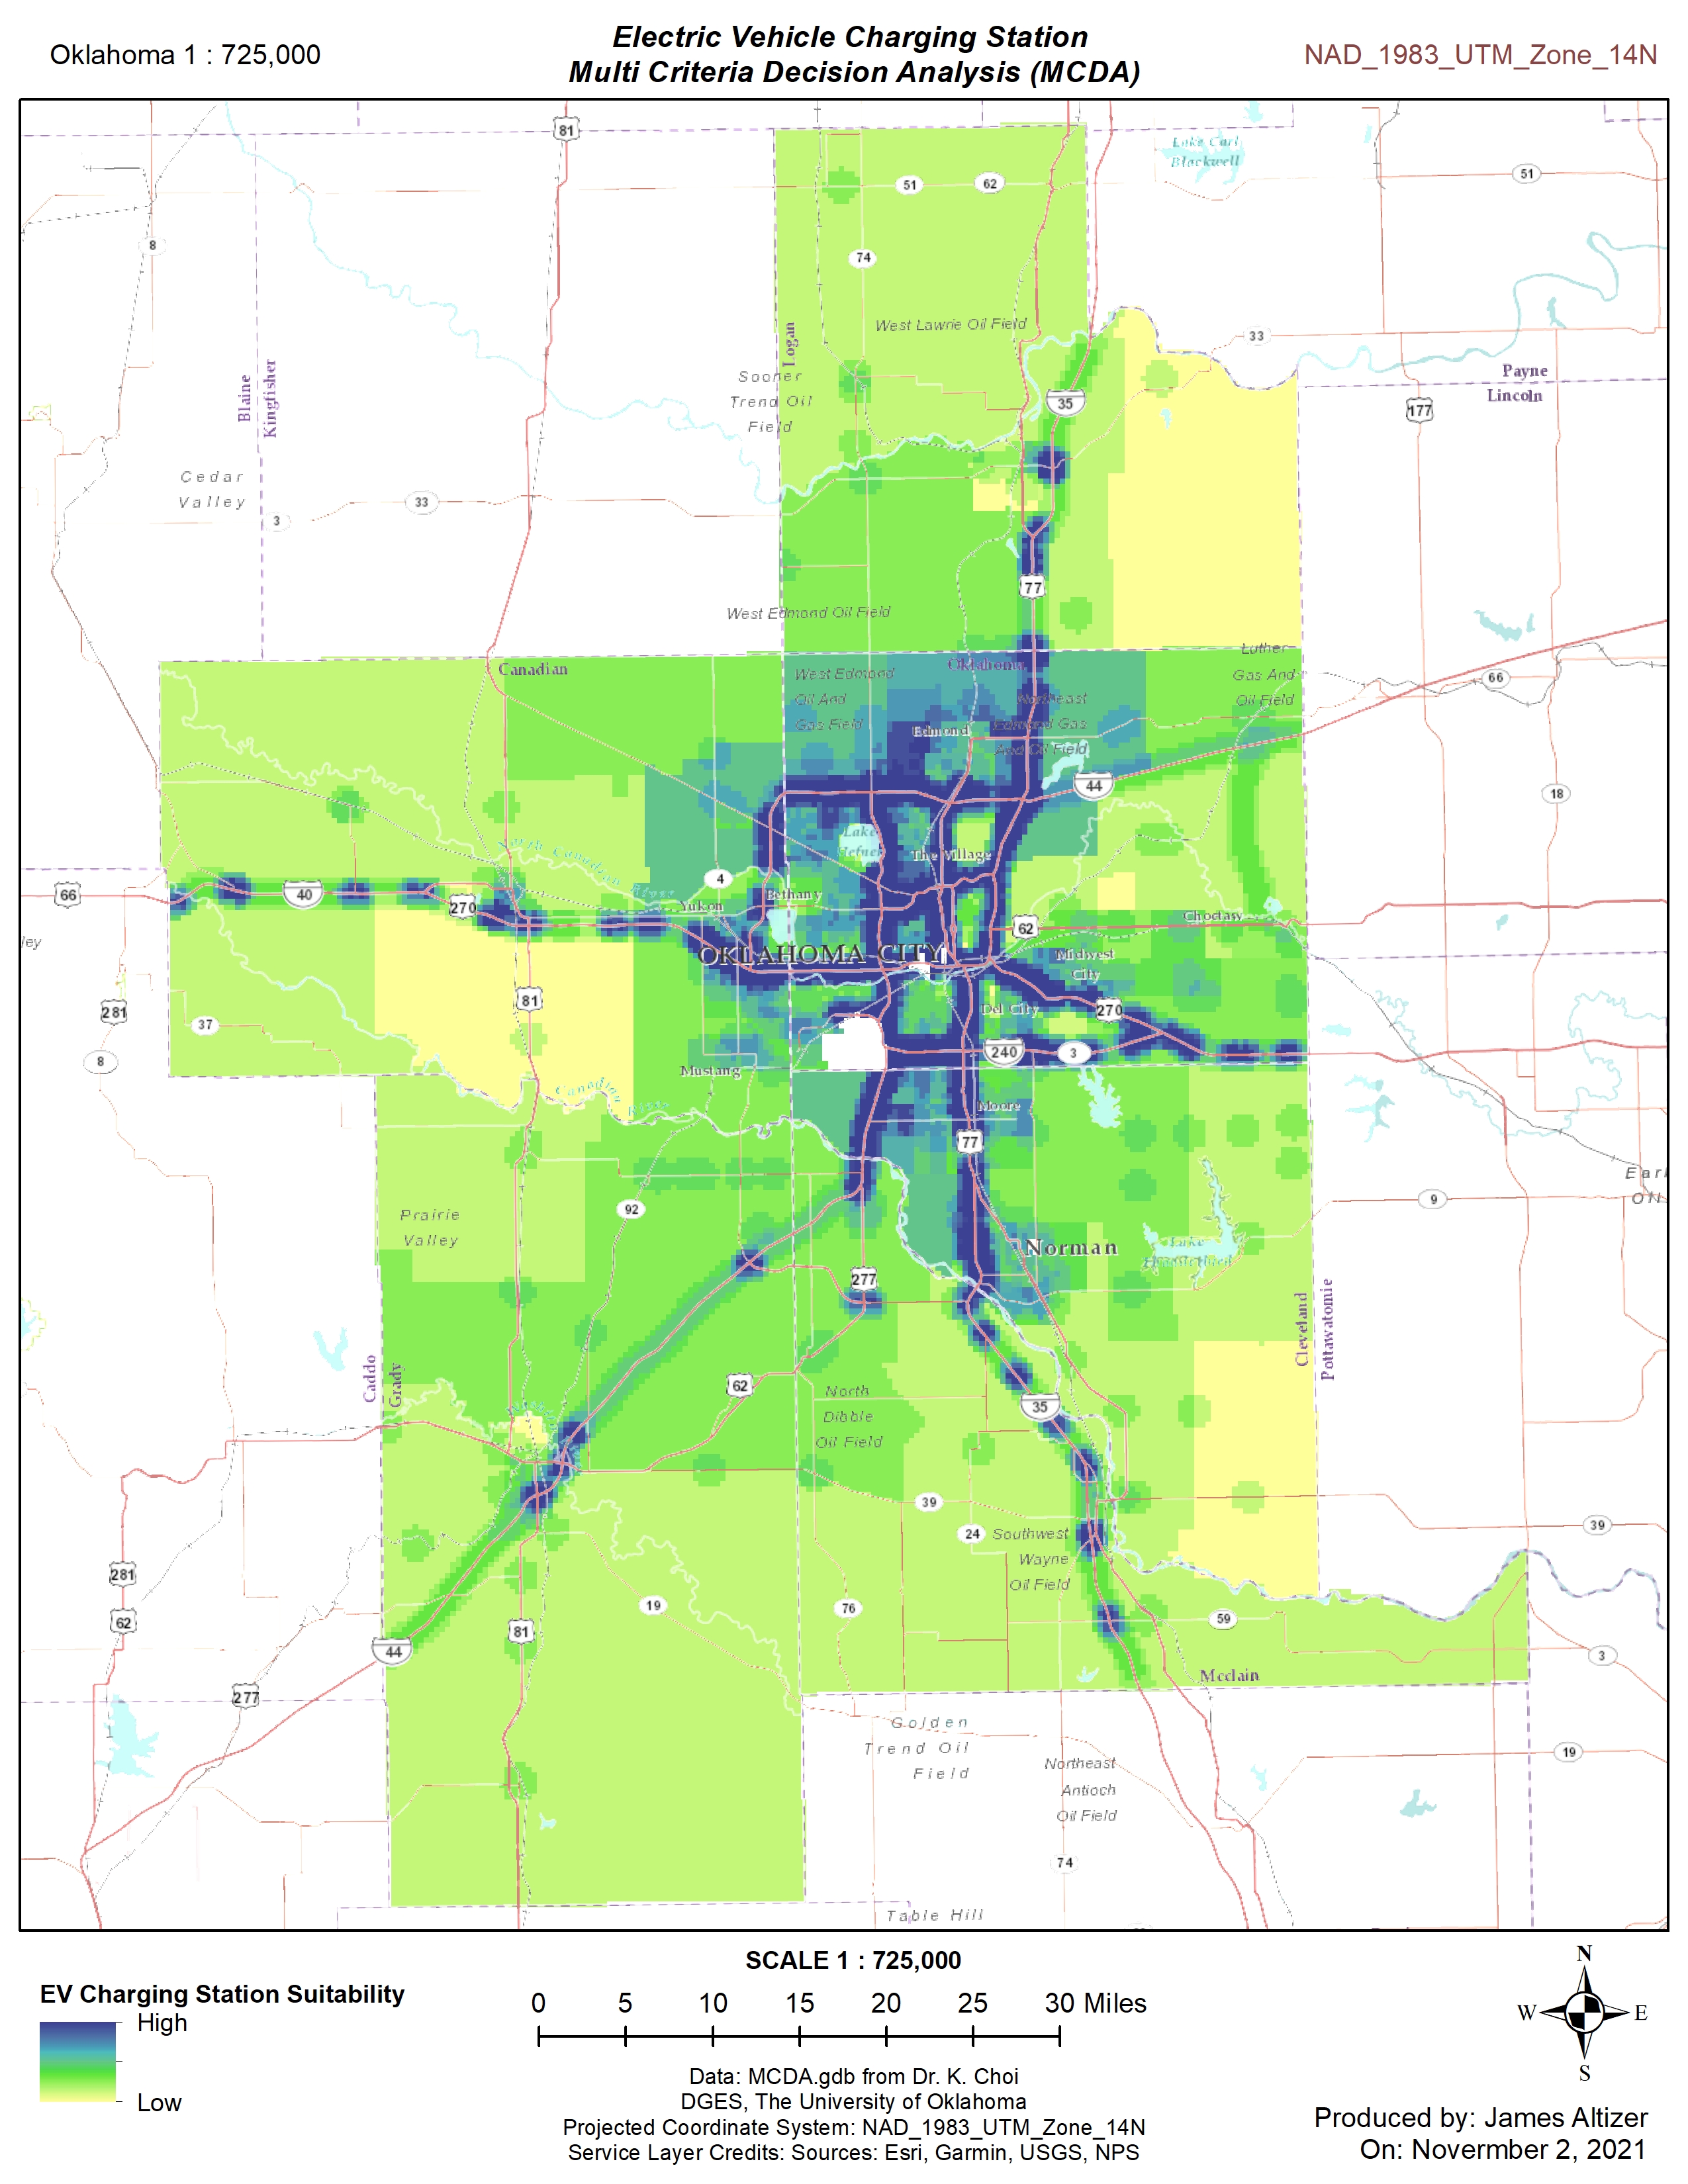 Oklahoma 1 : 725,000
Electric Vehicle Charging Station
Multi Criteria Decision Analysis (MCDA)
NAD_1983_UTM_Zone_14N
81
Lake Carl
Blackwell
51
51
62
8
74
Logan
West Lawrie Oil Field
33
Blaine
Kingfisher
Sooner
Trend Oil
Field
Payne
Lincoln
35
177
Cedar
Valley
33
3
77
West Edmond Oil Field
Canadian
Oklahoma
Luther
Gas And
Oil Field
West Edmond
Oil And
Gas Field
66
Northeast
Edmond Gas
And Oil Field
Edmond
44
18
Lake
Hefner
The Village
North Canadian River
4
66
40
270
Bethany
Yukon
62
Choctaw
ley
OKLAHOMA CITY
Midwest
City
81
281
37
Del City
270
8
240
3
Mustang
Canadian River
Moore
77
Earl
ON
9
92
Prairie
Valley
Norman
Lake
277
Cleveland
Pottawatomie
Caddo
Grady
62
North
Dibble
Oil Field
35
39
24
Southwest
Wayne
Oil Field
39
281
62
19
76
59
81
44
3
Mcclain
277
Golden
Trend Oil
Field
19
Northeast
Antioch
Oil Field
74
Table Hill
SCALE 1 : 725,000
EV Charging Station Suitability
High
Low
0 5 10 15 20 25 30 Miles
N
W E
S
Data: MCDA.gdb from Dr. K. Choi
DGES, The University of Oklahoma
Projected Coordinate System: NAD_1983_UTM_Zone_14N
Service Layer Credits: Sources: Esri, Garmin, USGS, NPS
Produced by: James Altizer
On: Novermber 2, 2021